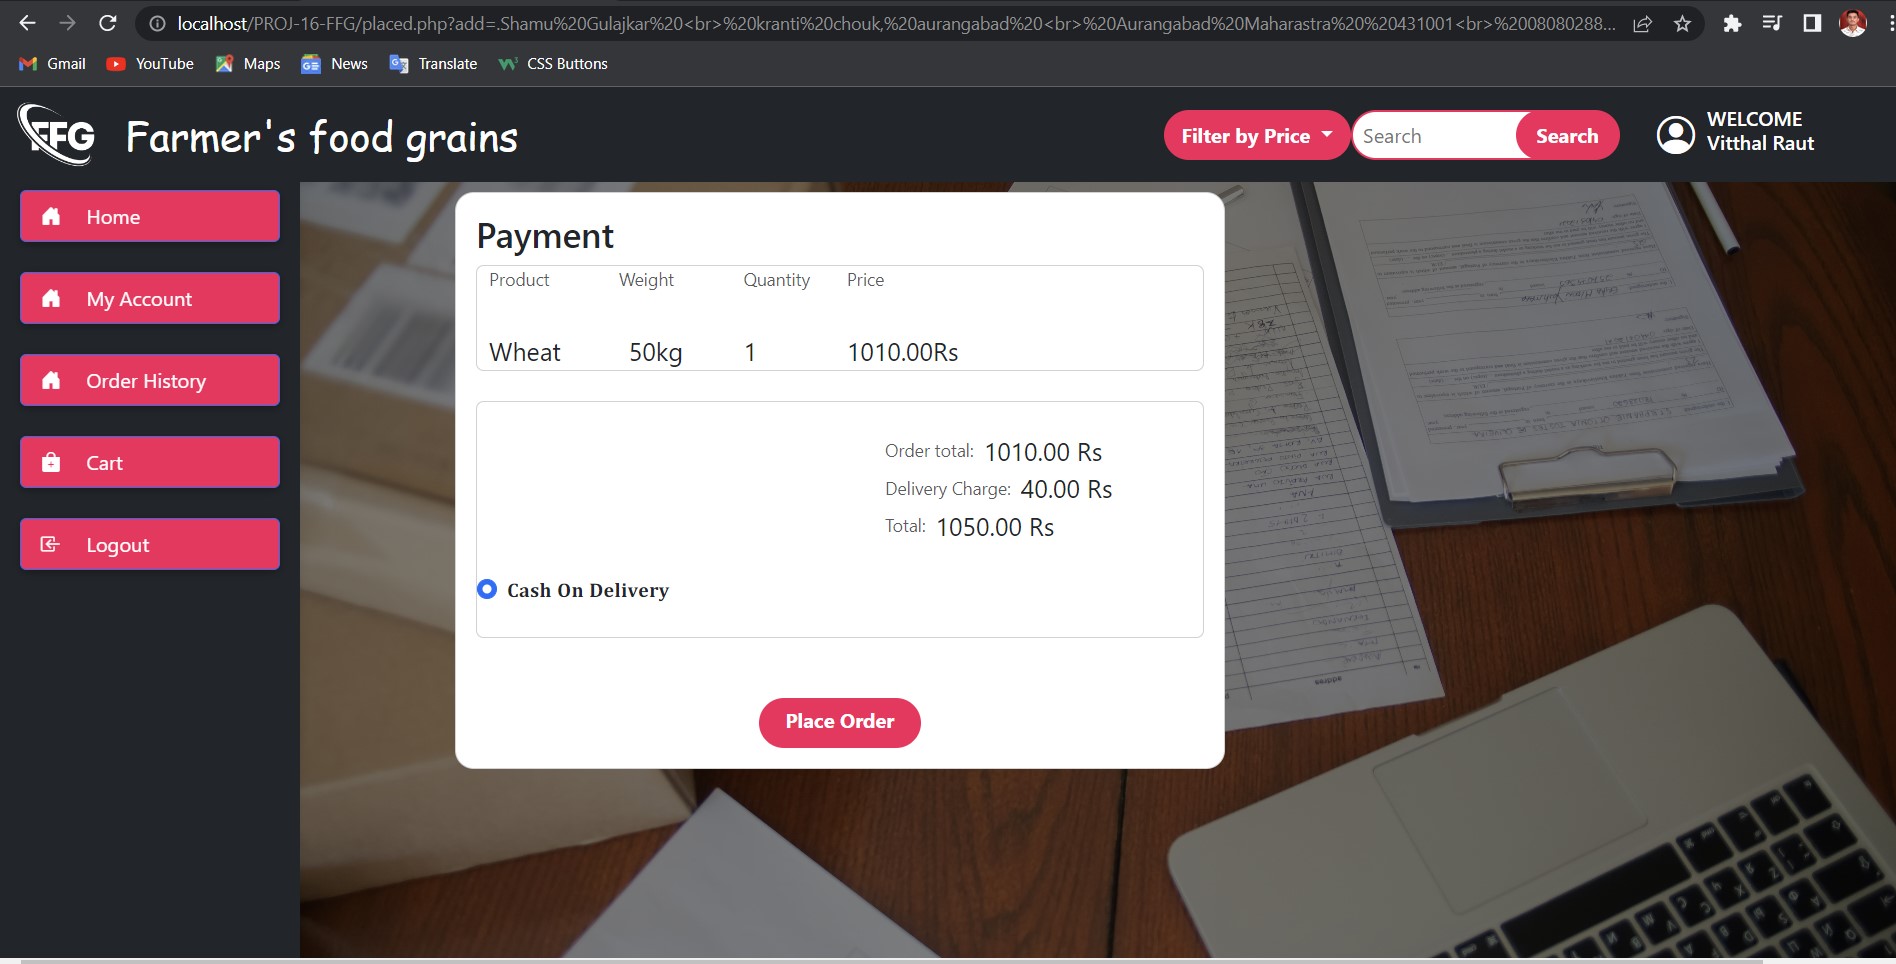 localhost/PROJ-16-FFG/placed.php?add=.Shamu%20Gulajkar%20<br>%20kranti%20chouk,%20aurangabad%20<br>%20Aurangabad%20Maharastra%20%20431001<br>%2008080288...
Gmail YouTube Maps News Translate CSS Buttons
FFG Farmer's food grains Filter by Price Search Search WELCOME
Vitthal Raut
Home
My Account
Order History
Cart
Logout
Payment
Product Weight Quantity Price
Wheat 50kg 1 1010.00Rs
Order total: 1010.00 Rs
Delivery Charge: 40.00 Rs
Total: 1050.00 Rs
Cash On Delivery
Place Order